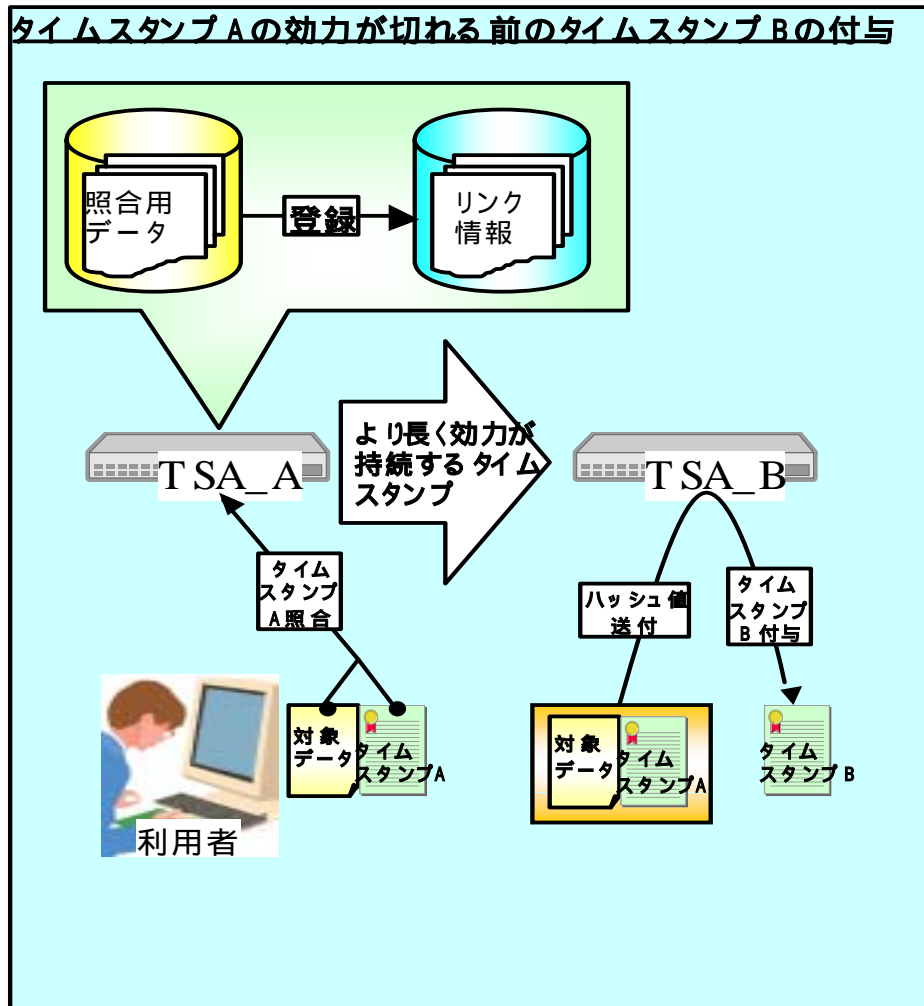 タイムスタンプAの効力が切れる前のタイムスタンプBの付与
照合用
データ
登録
リンク
情報
TSA_A
より長く効力が
持続するタイム
スタンプ
TSA_B
タイム
スタンプ
A照合
ハッシュ値
送付
タイム
スタンプ
B付与
対象
データ
タイム
スタンプA
対象
データ
タイム
スタンプA
タイム
スタンプB
利用者